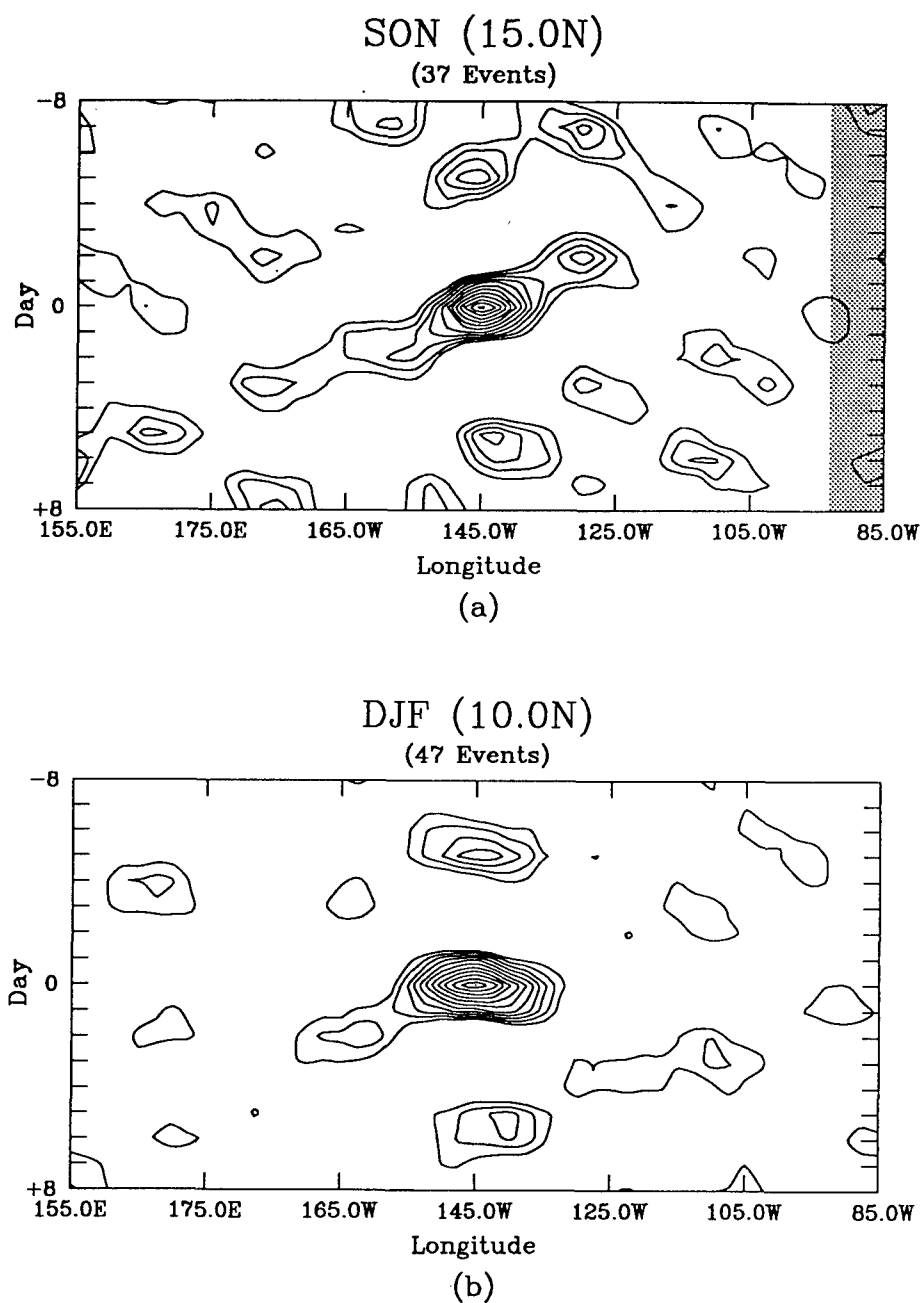 SON (15.0N)
(37 Events)
-8
Day
0
+8
155.0E 175.0E 165.0W 145.0W 125.0W 105.0W 85.0W
Longitude
(a)
DJF (10.0N)
(47 Events)
-8
Day
0
+8
155.0E 175.0E 165.0W 145.0W 125.0W 105.0W 85.0W
Longitude
(b)